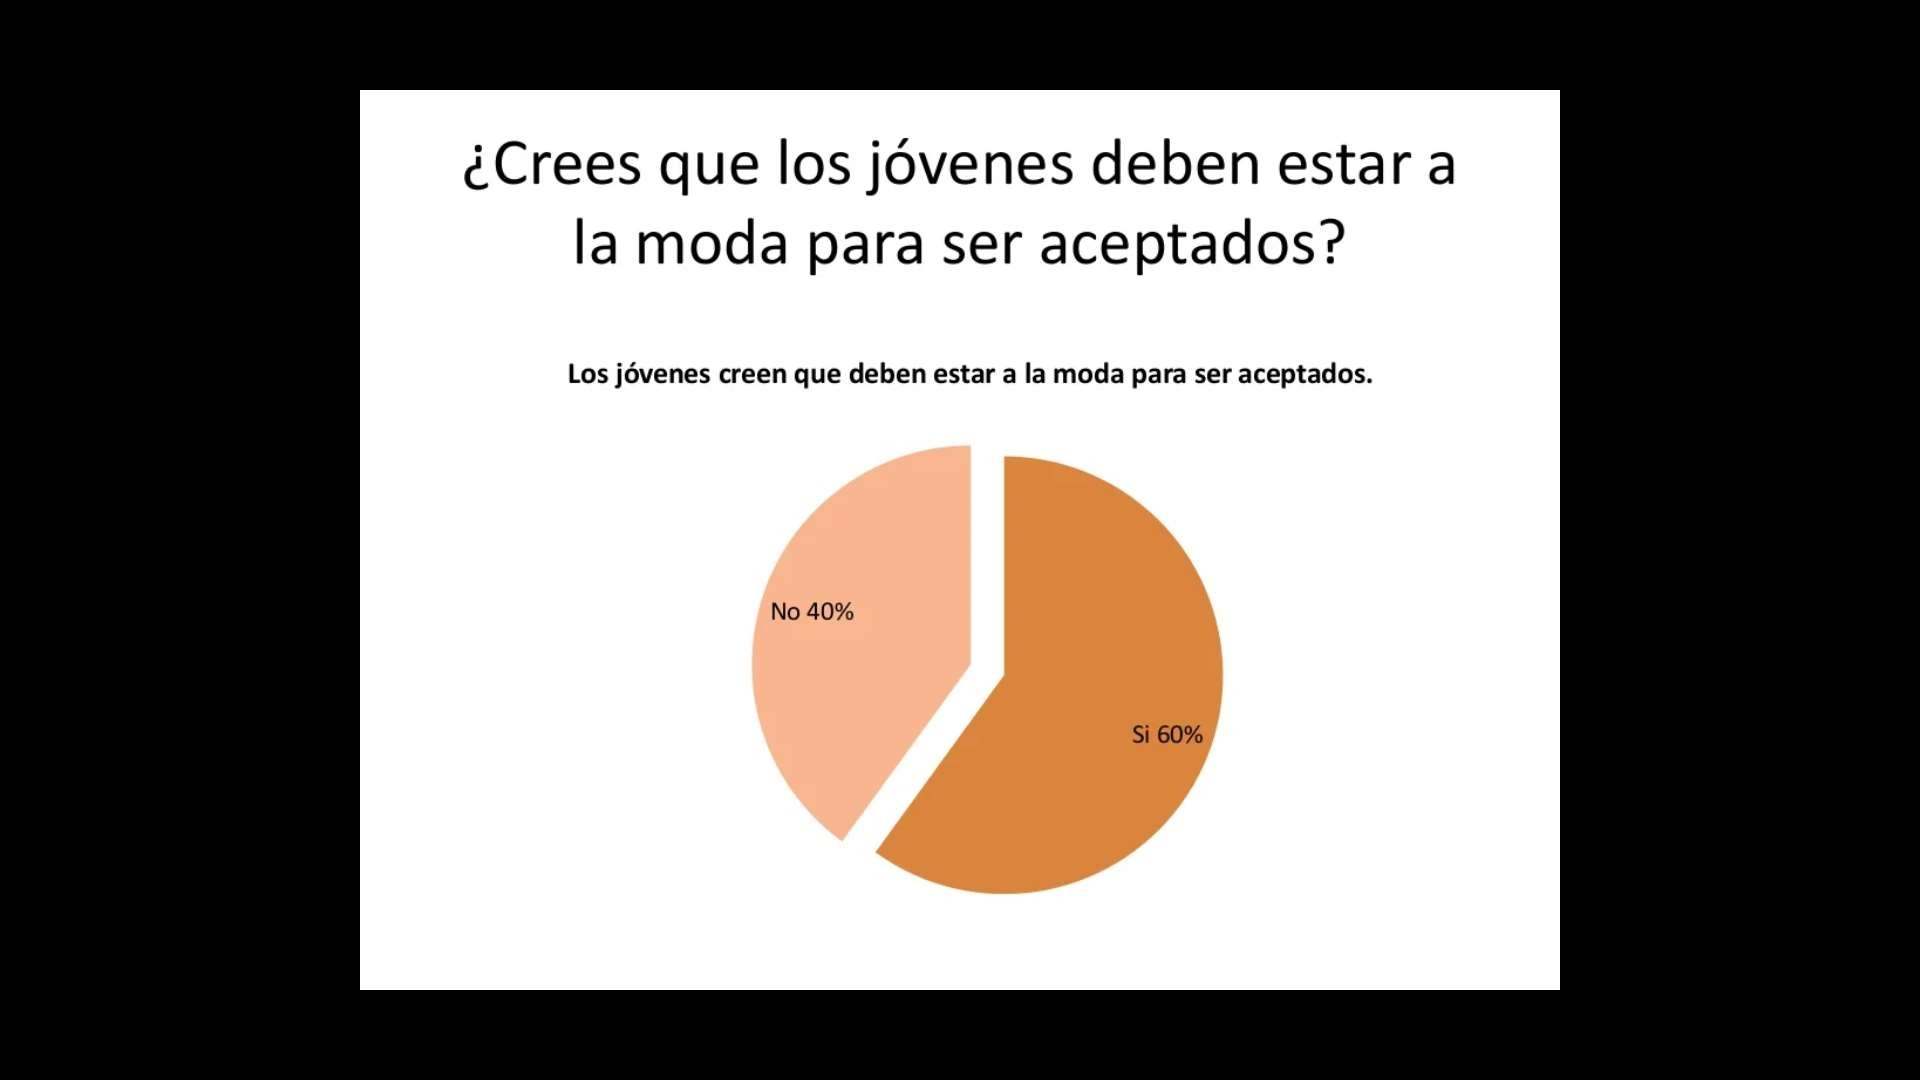 ¿Crees que los jóvenes deben estar a
la moda para ser aceptados?
Los jóvenes creen que deben estar a la moda para ser aceptados.
No 40%
Si 60%